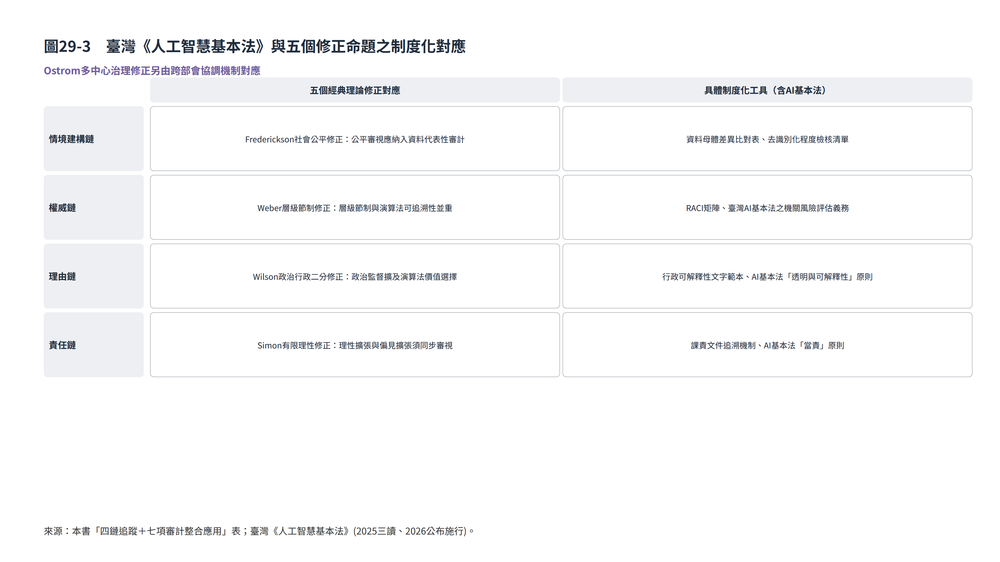 圖29-3　臺灣《人工智慧基本法》與五個修正命題之制度化對應
Ostrom多中心治理修正另由跨部會協調機制對應
五個經典理論修正對應
具體制度化工具（含AI基本法）
情境建構鏈
Frederickson社會公平修正：公平審視應納入資料代表性審計
資料母體差異比對表、去識別化程度檢核清單
權威鏈
Weber層級節制修正：層級節制與演算法可追溯性並重
RACI矩陣、臺灣AI基本法之機關風險評估義務
理由鏈
Wilson政治行政二分修正：政治監督擴及演算法價值選擇
行政可解釋性文字範本、AI基本法「透明與可解釋性」原則
責任鏈
Simon有限理性修正：理性擴張與偏見擴張須同步審視
課責文件追溯機制、AI基本法「當責」原則
來源：本書「四鏈追蹤＋七項審計整合應用」表；臺灣《人工智慧基本法》(2025三讀、2026公布施行)。